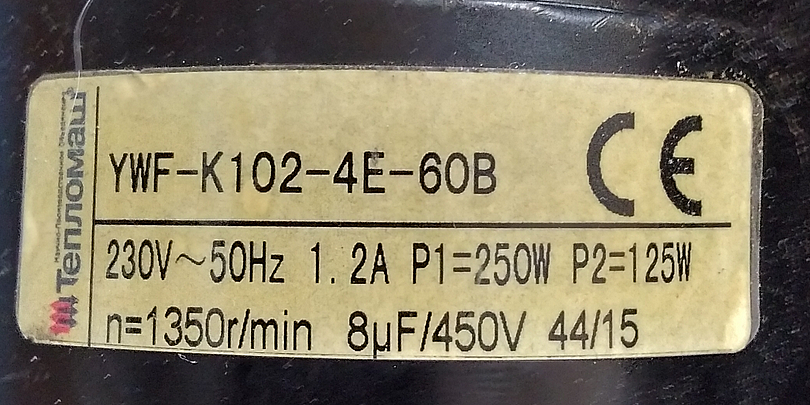 Тепломаш
YWF-K102-4E-60B
CE
230V~50Hz 1.2A P1=250W P2=125W
n=1350r/min 8µF/450V 44/15